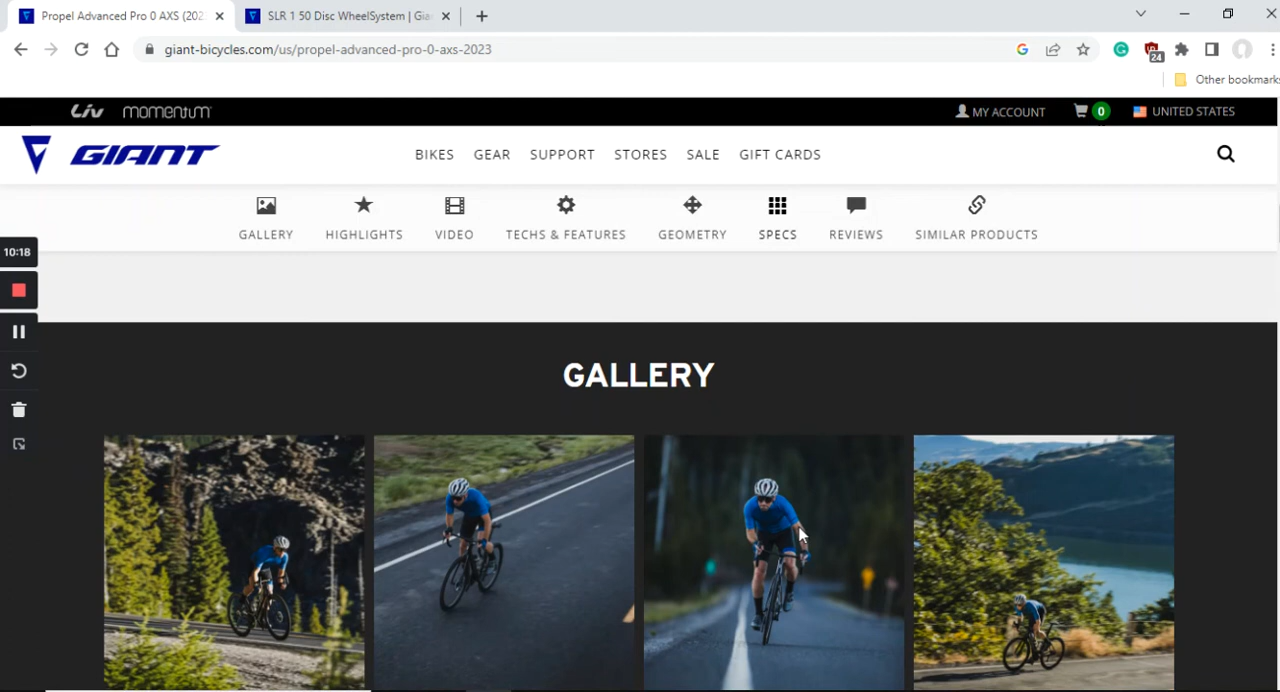 Propel Advanced Pro 0 AXS (202
SLR 1 50 Disc WheelSystem | Gia
giant-bicycles.com/us/propel-advanced-pro-0-axs-2023
24
Other bookmarks
Liv momentum
MY ACCOUNT 0 UNITED STATES
GIANT
BIKES GEAR SUPPORT STORES SALE GIFT CARDS
GALLERY HIGHLIGHTS VIDEO TECHS & FEATURES GEOMETRY SPECS REVIEWS SIMILAR PRODUCTS
10:18
GALLERY